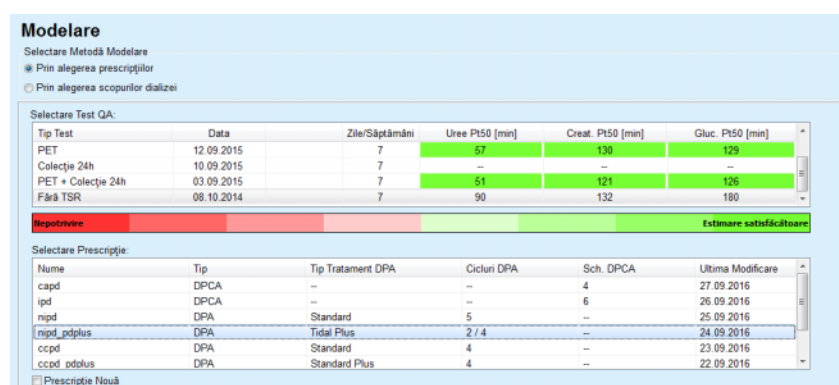 Modelare
Selectare Metodă Modelare
Prin alegerea prescripțiilor
Prin alegerea scopurilor dializei
Selectare Test QA:
Tip Test Data Zile/Săptămâni Uree Pt50 [min] Creat. Pt50 [min] Gluc. Pt50 [min]
PET 12.09.2015 7 57 130 129
Colecție 24h 10.09.2015 7 -- -- --
PET + Colecție 24h 03.09.2015 7 51 121 126
Fără TSR 08.10.2014 7 90 132 180
Nepotrivire Estimare satisfăcătoare
Selectare Prescripție:
Nume Tip Tip Tratament DPA Cicluri DPA Sch. DPCA Ultima Modificare
capd DPCA -- -- 4 27.09.2016
ipd DPCA -- -- 6 26.09.2016
nipd DPA Standard 5 -- 25.09.2016
nipd_pdplus DPA Tidal Plus 2 / 4 -- 24.09.2016
ccpd DPA Standard 4 -- 23.09.2016
ccpd_pdplus DPA Standard Plus 4 -- 22.09.2016
Prescripție Nouă